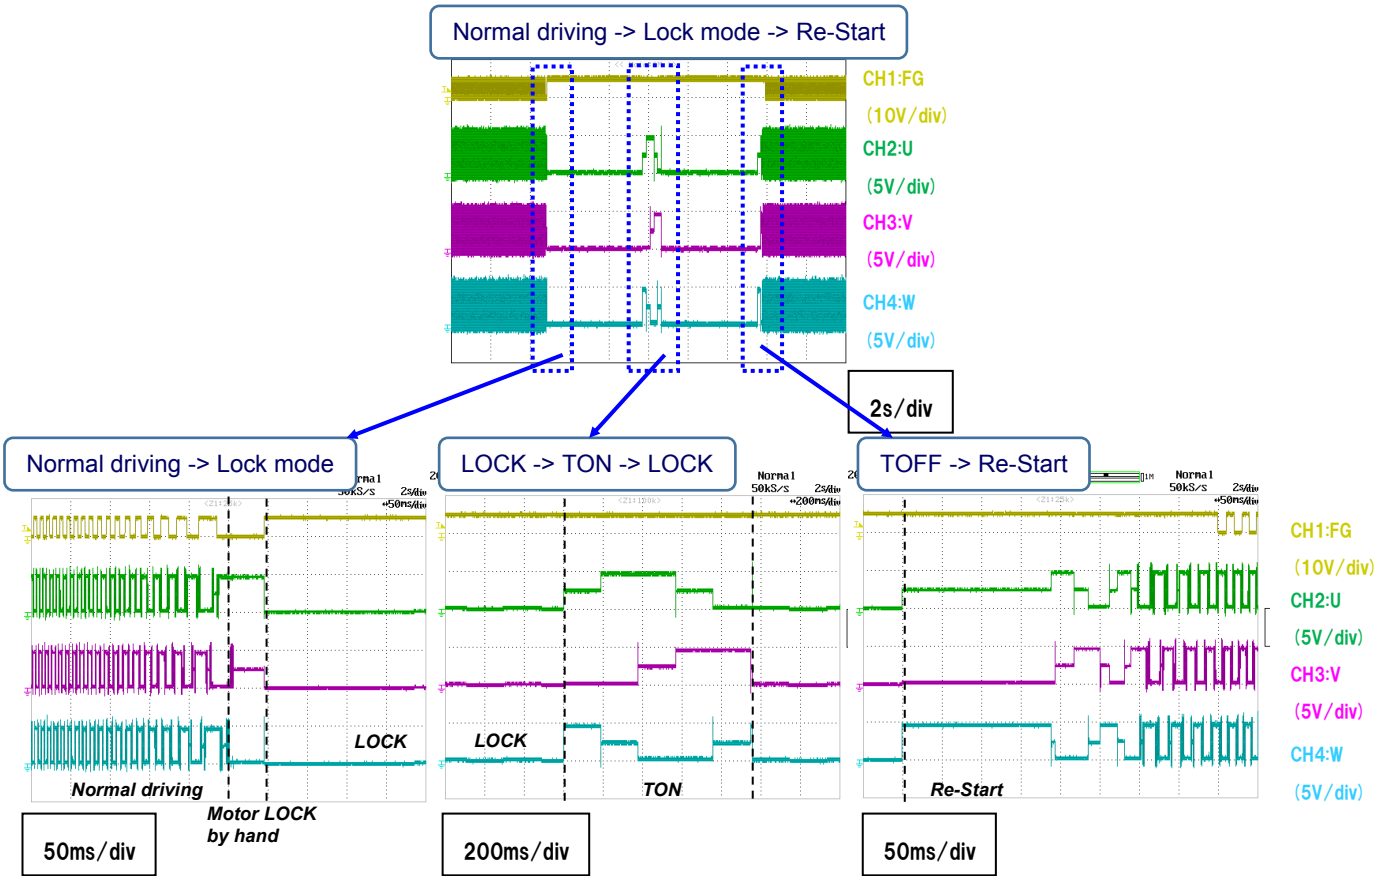 Normal driving -> Lock mode -> Re-Start
CH1:FG
(10V/div)
CH2:U
(5V/div)
CH3:V
(5V/div)
CH4:W
(5V/div)
2s/div
Normal driving -> Lock mode
50kS/s 2s/div
↔50ms/div
LOCK
Normal driving
Motor LOCK
by hand
50ms/div
LOCK -> TON -> LOCK
Normal
50kS/s 2s/div
↔200ms/div
LOCK
TON
200ms/div
TOFF -> Re-Start
1M
Normal
50kS/s 2s/div
↔50ms/div
<Z1:25k>
Re-Start
50ms/div
CH1:FG
(10V/div)
CH2:U
(5V/div)
CH3:V
(5V/div)
CH4:W
(5V/div)